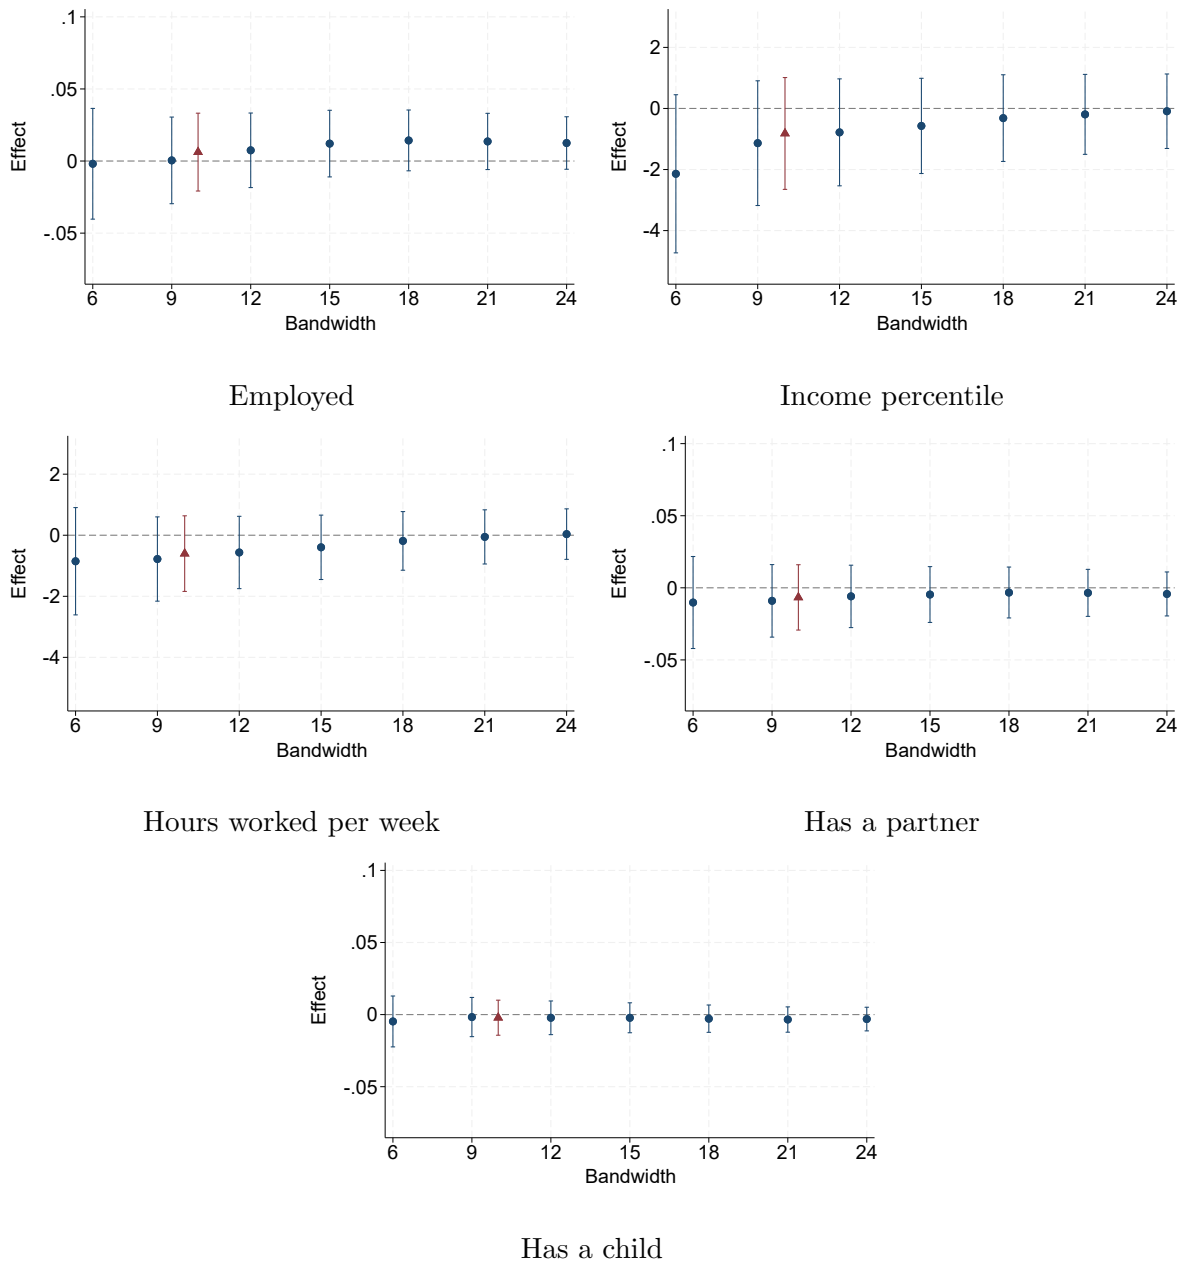 .1
.05
0
-.05
Effect
6 9 12 15 18 21 24
Bandwidth
Employed
2
0
-2
-4
Effect
6 9 12 15 18 21 24
Bandwidth
Income percentile
2
0
-2
-4
Effect
6 9 12 15 18 21 24
Bandwidth
Hours worked per week
.1
.05
0
-.05
Effect
6 9 12 15 18 21 24
Bandwidth
Has a partner
.1
.05
0
-.05
Effect
6 9 12 15 18 21 24
Bandwidth
Has a child